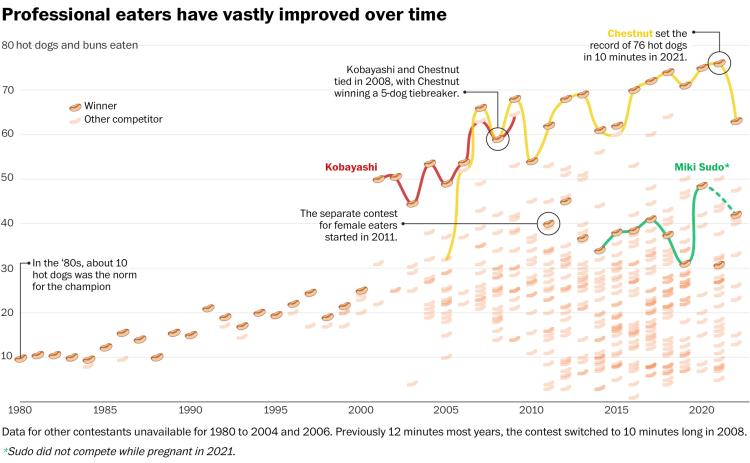 Professional eaters have vastly improved over time
80 hot dogs and buns eaten
Chestnut set the
record of 76 hot dogs
in 10 minutes in 2021.
Kobayashi and Chestnut
tied in 2008, with Chestnut
winning a 5-dog tiebreaker.
70
Winner
Other competitor
60
Kobayashi
Miki Sudo*
50
The separate contest
for female eaters
started in 2011.
40
In the '80s, about 10
hot dogs was the norm
for the champion
30
20
10
1980
1985
1990
1995
2000
2005
2010
2015
2020
Data for other contestants unavailable for 1980 to 2004 and 2006. Previously 12 minutes most years, the contest switched to 10 minutes long in 2008.
*Sudo did not compete while pregnant in 2021.